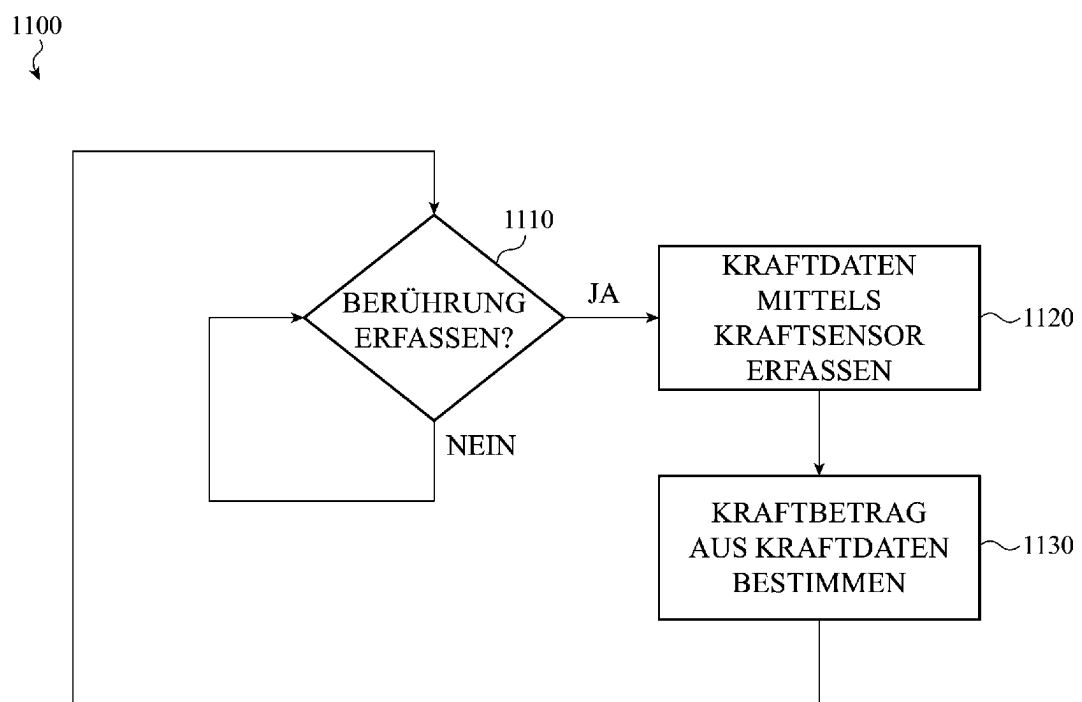 1100
1110
BERÜHRUNG
ERFASSEN?
JA
NEIN
KRAFTDATEN
MITTELS
KRAFTSENSOR
ERFASSEN
1120
KRAFTBETRAG
AUS KRAFTDATEN
BESTIMMEN
1130